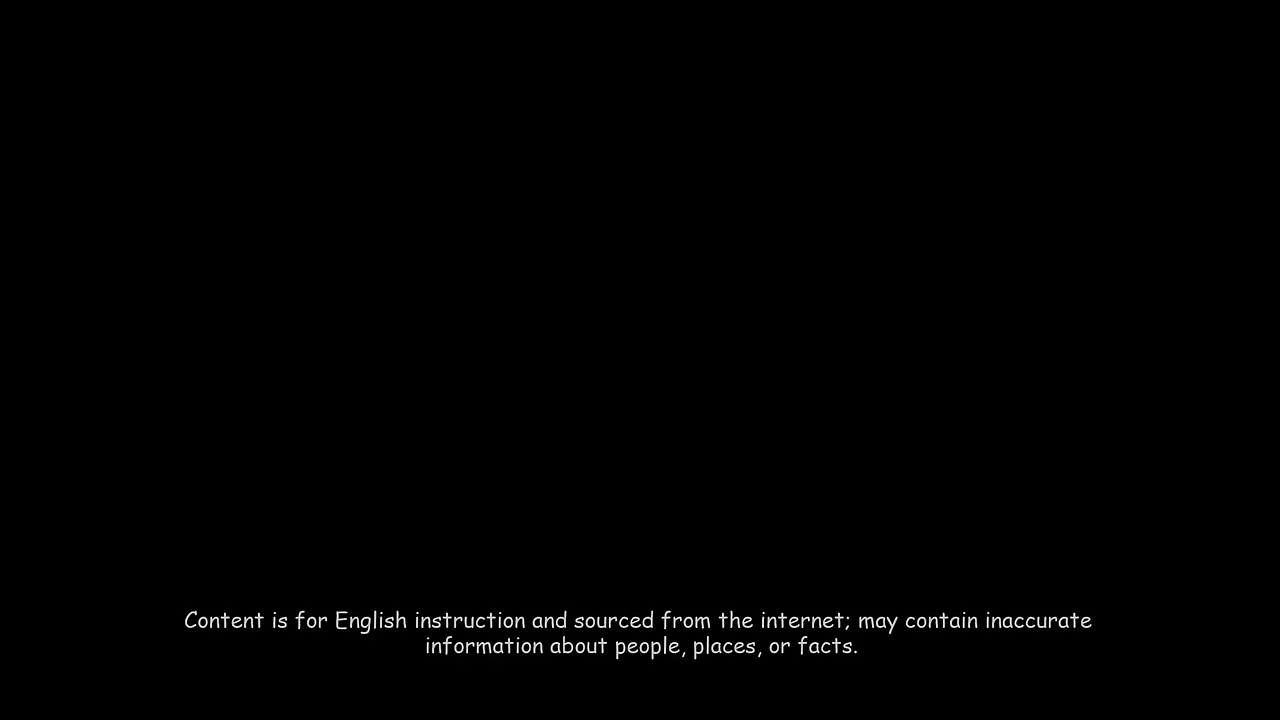 Content is for English instruction and sourced from the internet; may contain inaccurate
information about people, places, or facts.